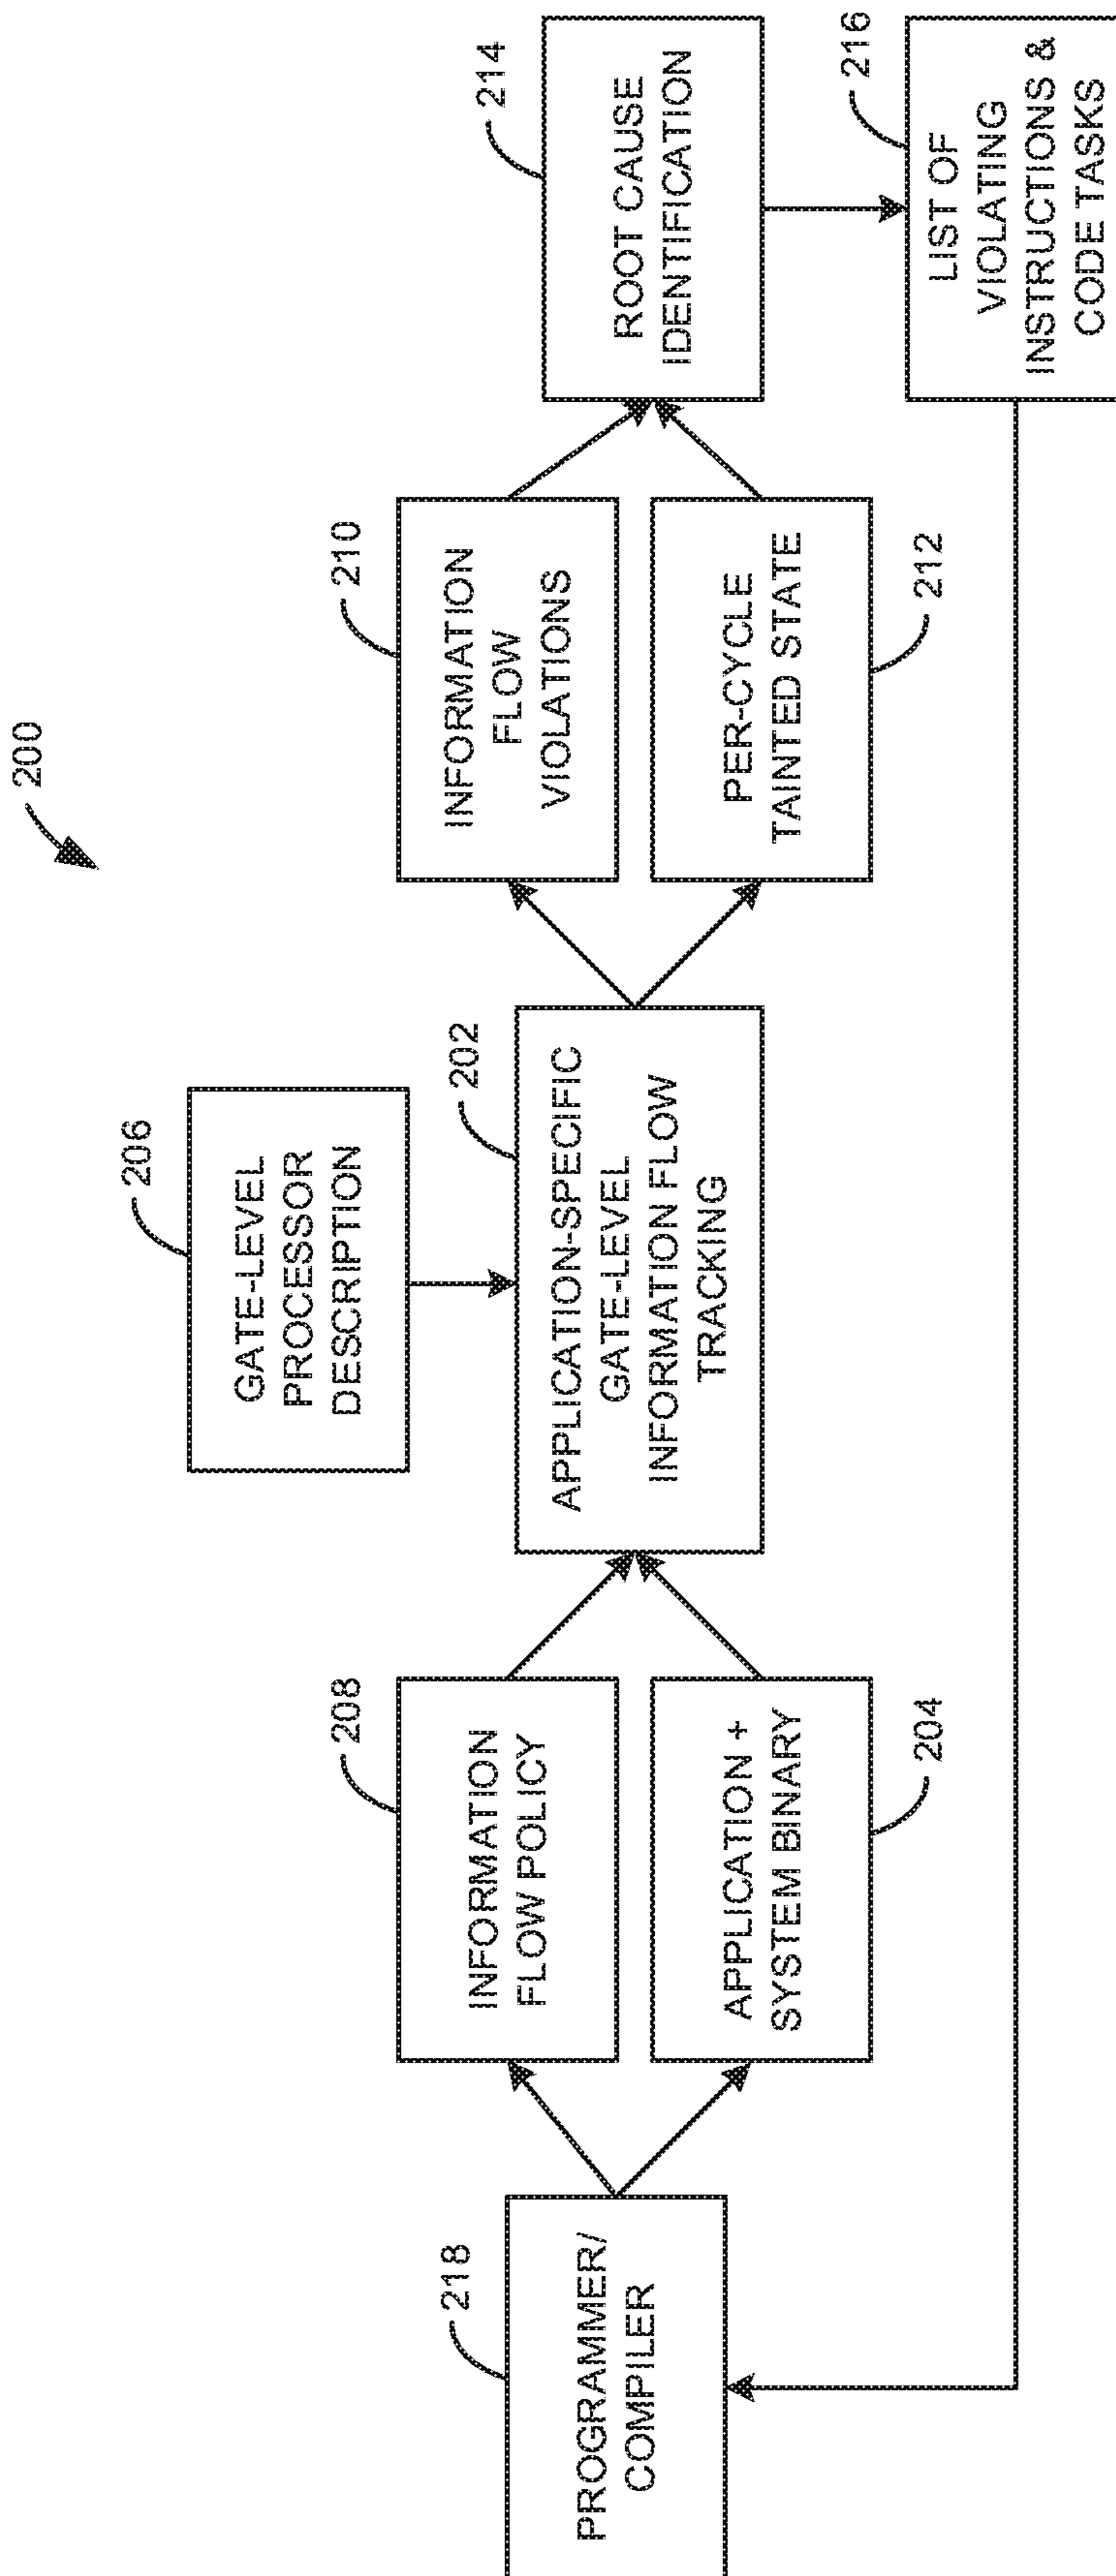 200
206
GATE-LEVEL
PROCESSOR
DESCRIPTION
218
PROGRAMMER/
COMPILER
208
INFORMATION
FLOW POLICY
APPLICATION +
SYSTEM BINARY
204
202
APPLICATION-SPECIFIC
GATE-LEVEL
INFORMATION FLOW
TRACKING
210
INFORMATION
FLOW
VIOLATIONS
PER-CYCLE
TAINTED STATE
212
214
ROOT CAUSE
IDENTIFICATION
216
LIST OF
VIOLATING
INSTRUCTIONS &
CODE TASKS